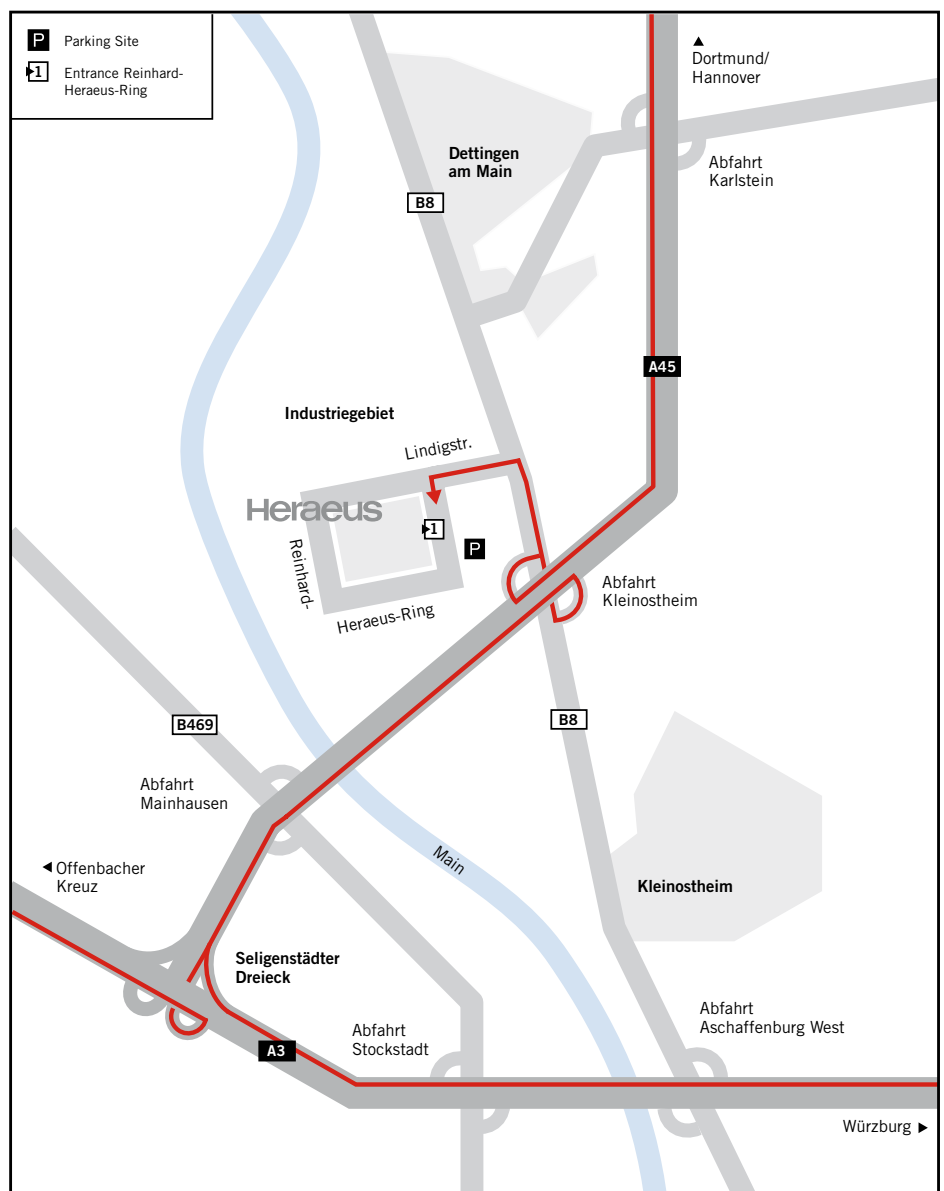 P Parking Site
1 Entrance Reinhard-
Heraeus-Ring
Dortmund/
Hannover
Dettingen
am Main
Abfahrt
Karlstein
B8
A45
Industriegebiet
Lindigstr.
Heraeus
1
P
Reinhard-
Heraeus-Ring
Abfahrt
Kleinostheim
B469
B8
Abfahrt
Mainhausen
Main
Offenbacher
Kreuz
Kleinostheim
Seligenstädter
Dreieck
Abfahrt
Aschaffenburg West
Abfahrt
Stockstadt
A3
Würzburg